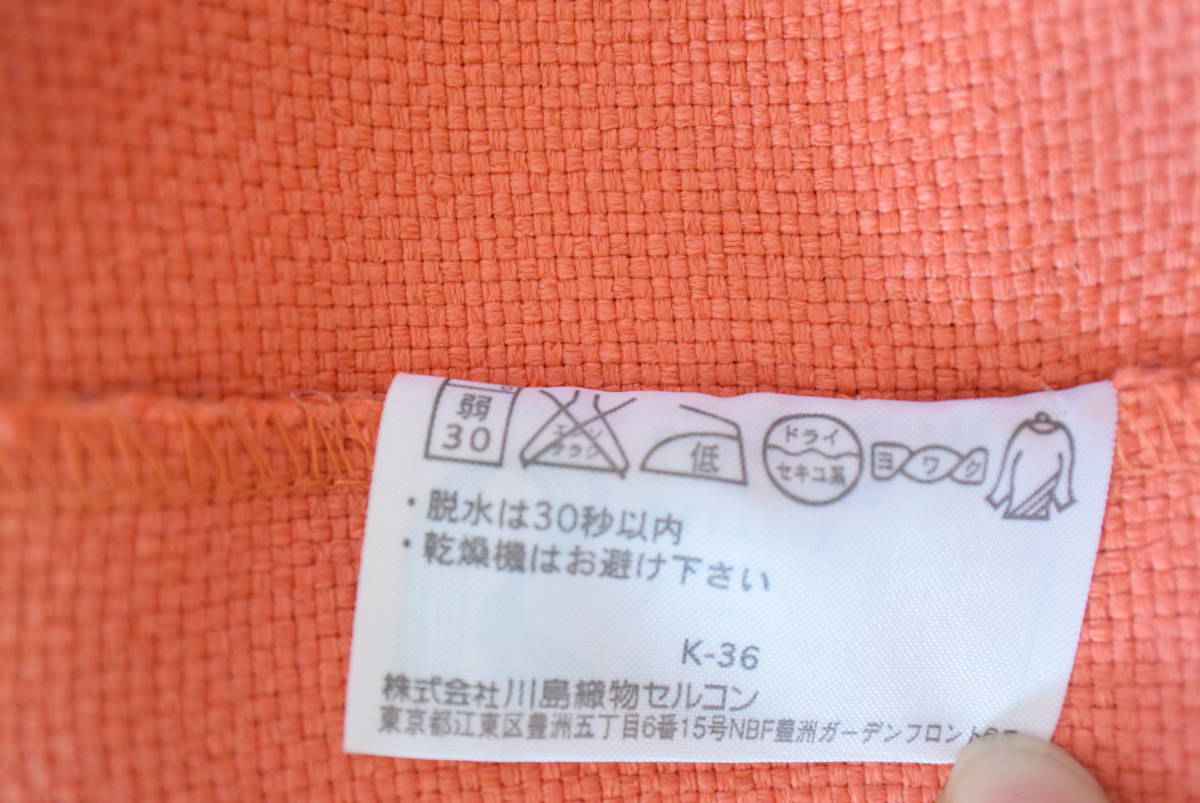 弱 30
エンソ サラシ
低
ドライ セキユ系
ヨワク
・脱水は30秒以内
・乾燥機はお避け下さい
K-36
株式会社川島織物セルコン
東京都江東区豊洲五丁目6番15号NBF豊洲ガーデンフロント